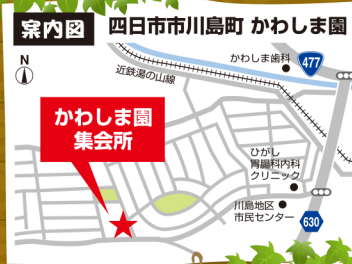 案内図
四日市市川島町 かわしま園
N
近鉄湯の山線
かわしま歯科
477
かわしま園
集会所
ひがし
胃腸科内科
クリニック
川島地区
市民センター
630